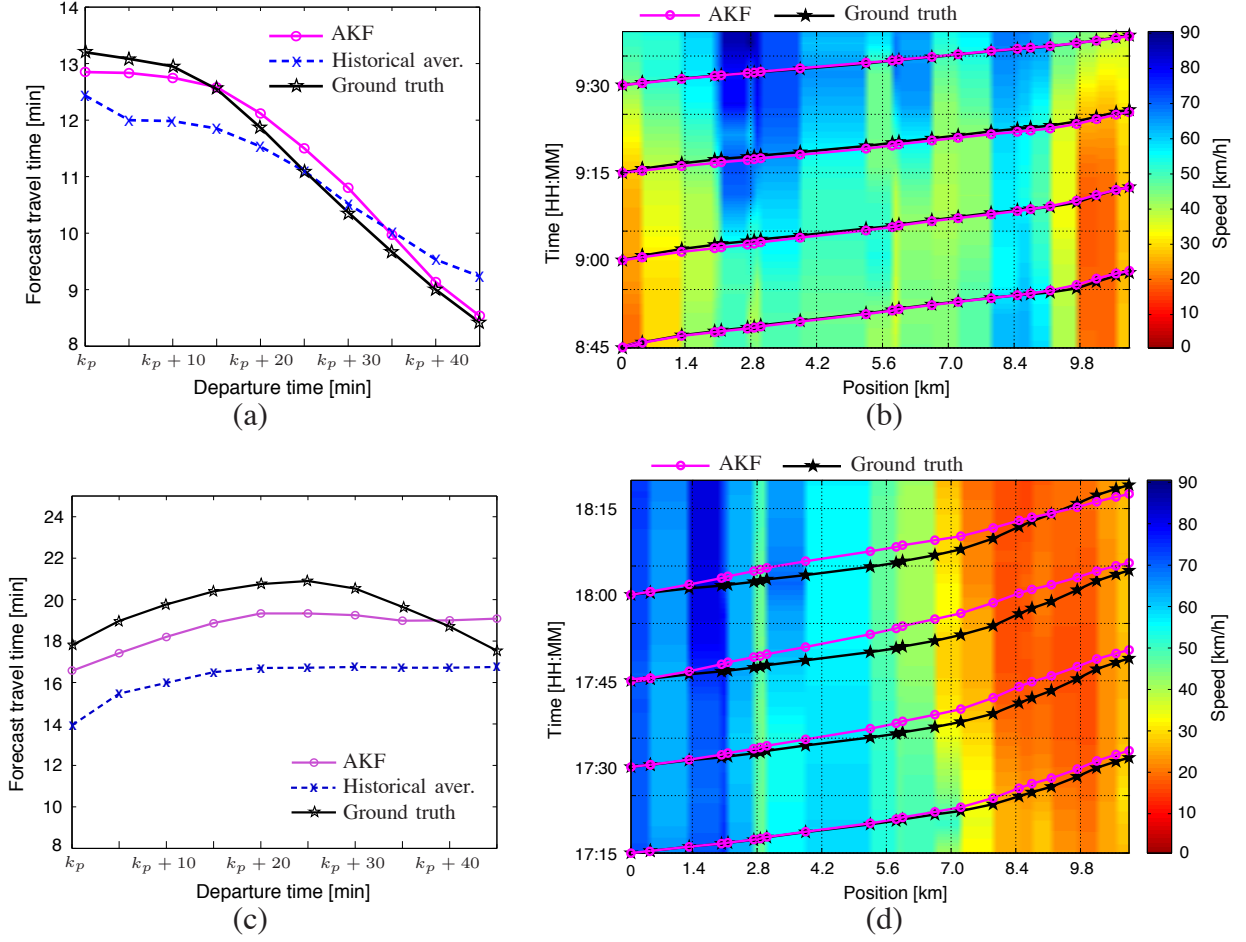 AKF
Historical aver.
Ground truth
14
13
12
11
10
9
8
Forecast travel time [min]
k_p
k_p + 10
k_p + 20
k_p + 30
k_p + 40
Departure time [min]
(a)
AKF
Ground truth
9:30
9:15
9:00
8:45
Time [HH:MM]
0
1.4
2.8
4.2
5.6
7.0
8.4
9.8
Position [km]
90
80
70
60
50
40
30
20
10
0
Speed [km/h]
(b)
24
22
20
19
18
16
14
12
10
8
Forecast travel time [min]
AKF
Historical aver.
Ground truth
k_p
k_p + 10
k_p + 20
k_p + 30
k_p + 40
Departure time [min]
(c)
AKF
Ground truth
18:15
18:00
17:45
17:30
17:15
Time [HH:MM]
0
1.4
2.8
4.2
5.6
7.0
8.4
9.8
Position [km]
90
80
70
60
50
40
30
20
10
0
Speed [km/h]
(d)